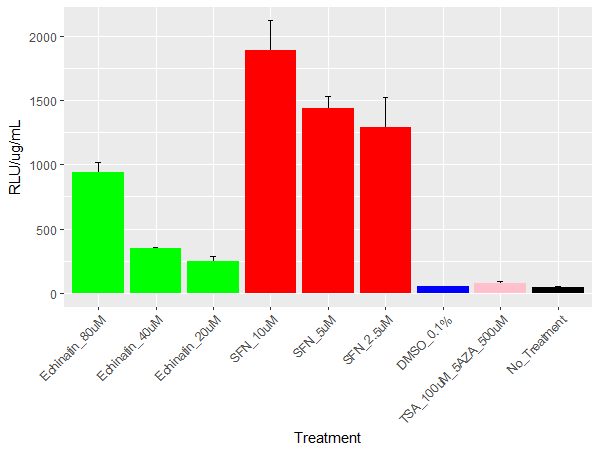 RLU/ug/mL
2000
1500
1000
500
0
Echinatin_80uM
Echinatin_40uM
Echinatin_20uM
SFN_10uM
SFN_5uM
SFN_2.5uM
DMSO_0.1%
TSA_100uM_5AZA_500uM
No_Treatment
Treatment